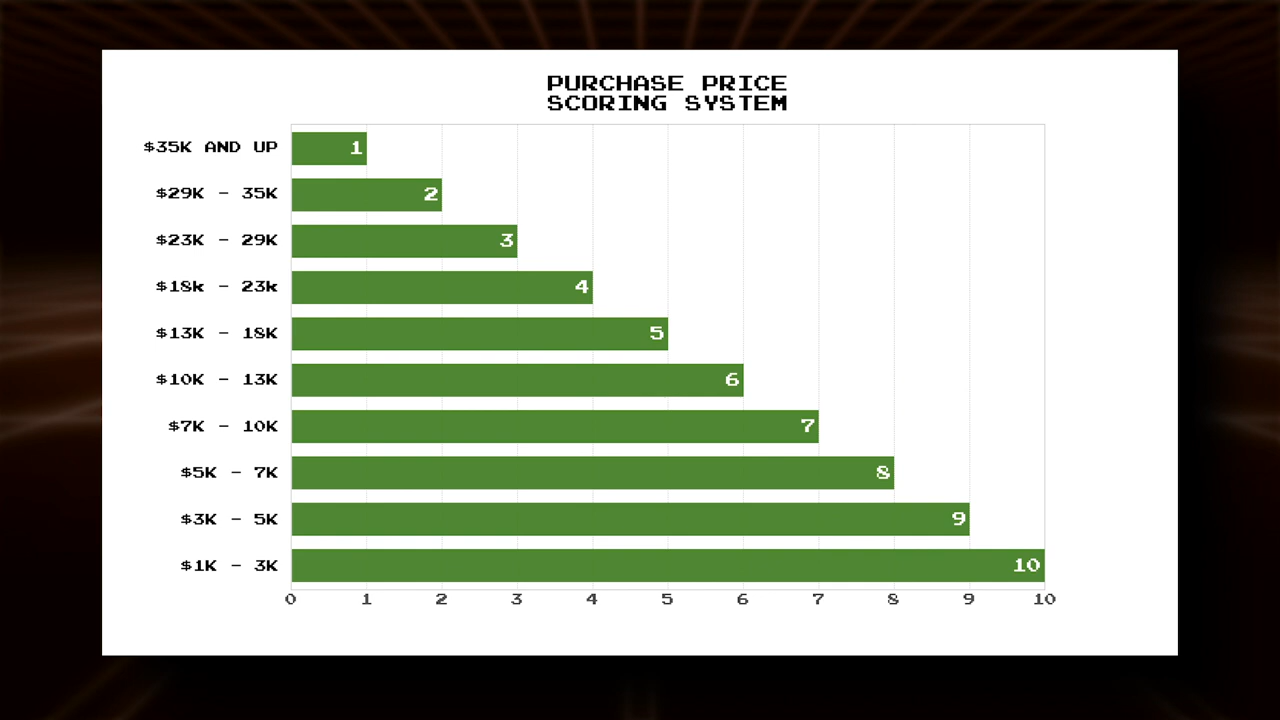 PURCHASE PRICE
SCORING SYSTEM
$35K AND UP 1
$29K - 35K 2
$23K - 29K 3
$18k - 23k 4
$13K - 18K 5
$10K - 13K 6
$7K - 10K 7
$5K - 7K 8
$3K - 5K 9
$1K - 3K 10
0 1 2 3 4 5 6 7 8 9 10